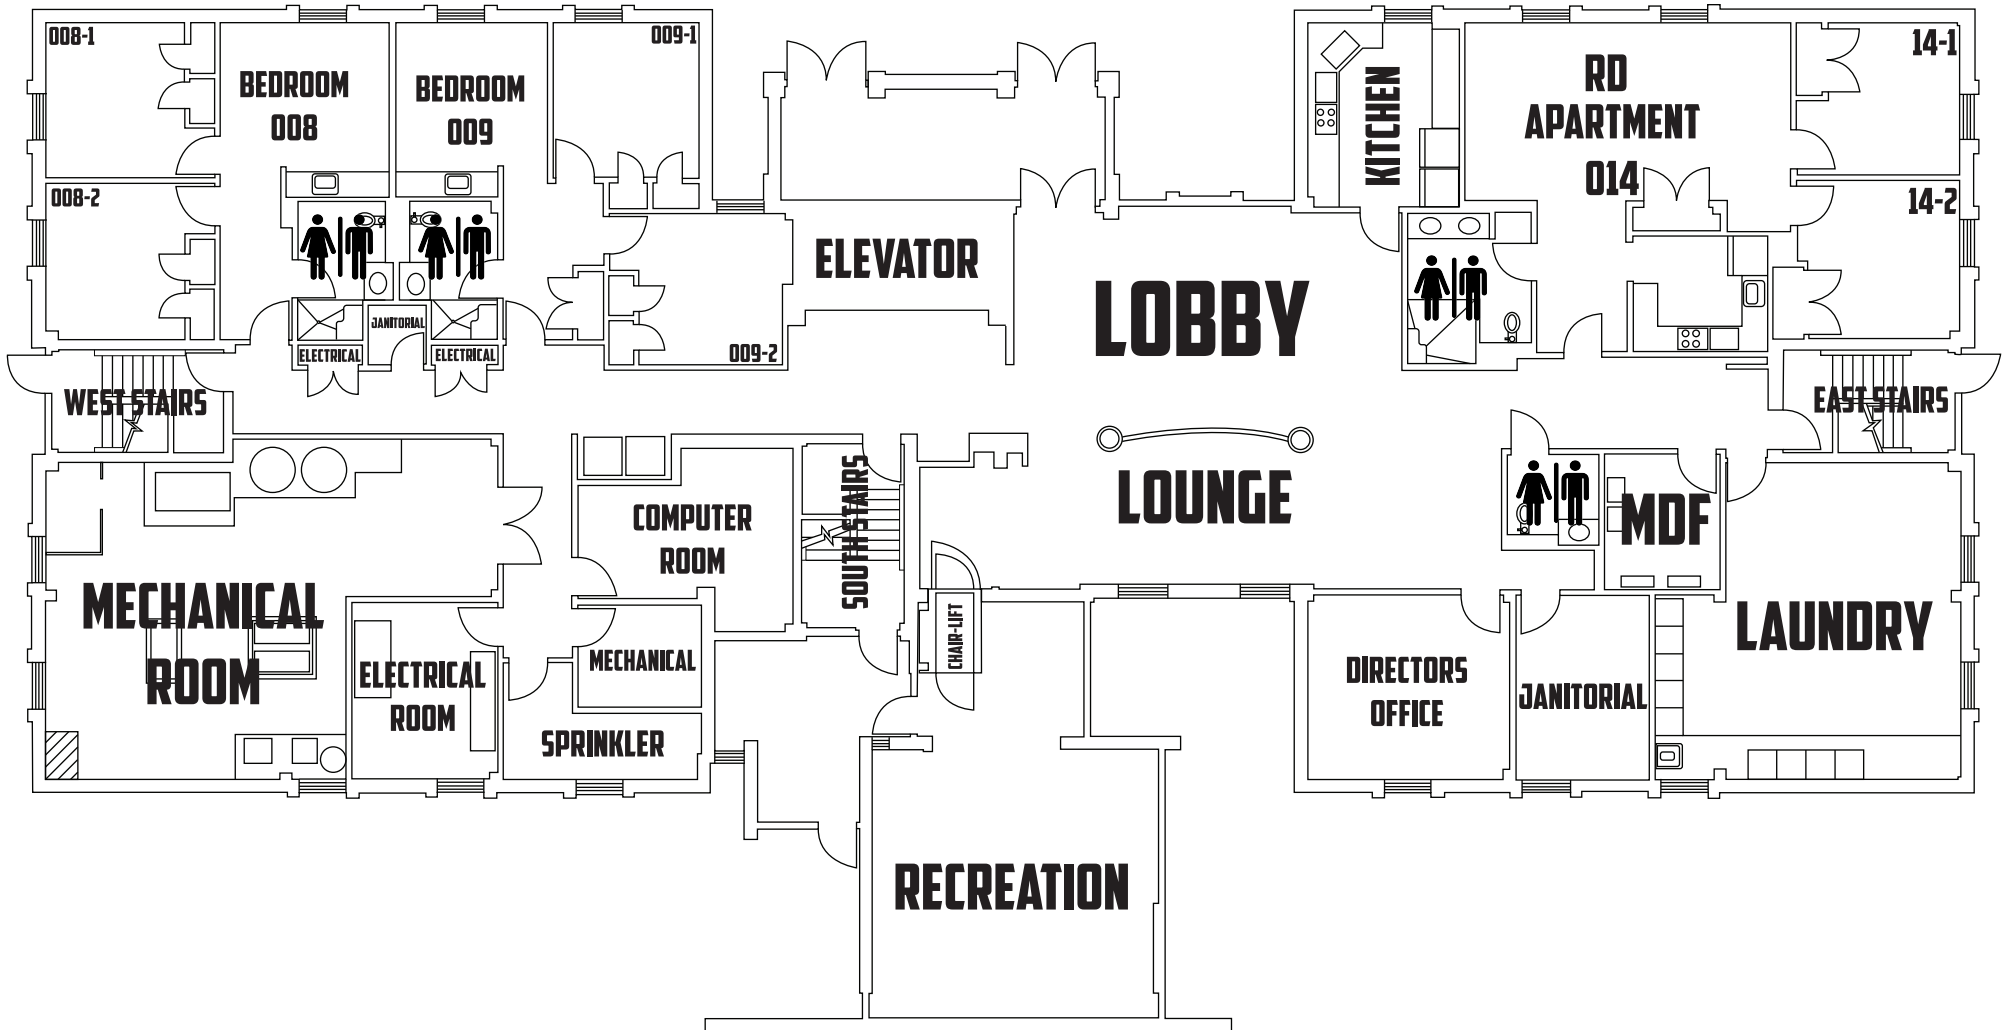 008-1
BEDROOM
008
BEDROOM
009
009-1
KITCHEN
RD
APARTMENT
014
14-1
008-2
14-2
ELEVATOR
LOBBY
JANITORIAL
ELECTRICAL
ELECTRICAL
009-2
WEST STAIRS
EAST STAIRS
COMPUTER
ROOM
SOUTH STAIRS
LOUNGE
MDF
MECHANICAL
ROOM
ELECTRICAL
ROOM
MECHANICAL
SPRINKLER
CHAIR-LIFT
DIRECTORS
OFFICE
JANITORIAL
LAUNDRY
RECREATION